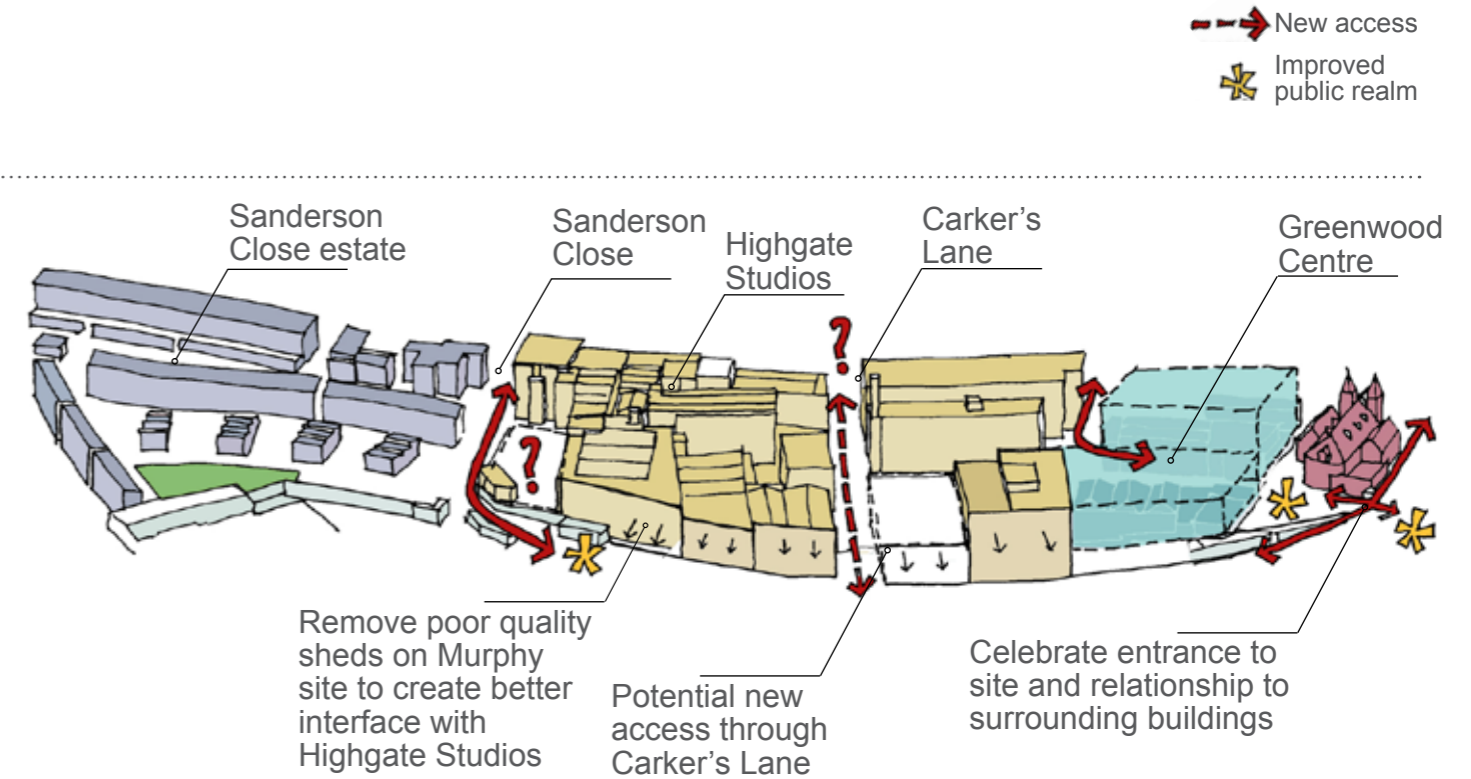 New access
Improved
public realm
Sanderson
Close estate
Sanderson
Close
Highgate
Studios
Carker’s
Lane
Greenwood
Centre
?
?
Remove poor quality
sheds on Murphy
site to create better
interface with
Highgate Studios
Potential new
access through
Carker’s Lane
Celebrate entrance to
site and relationship to
surrounding buildings